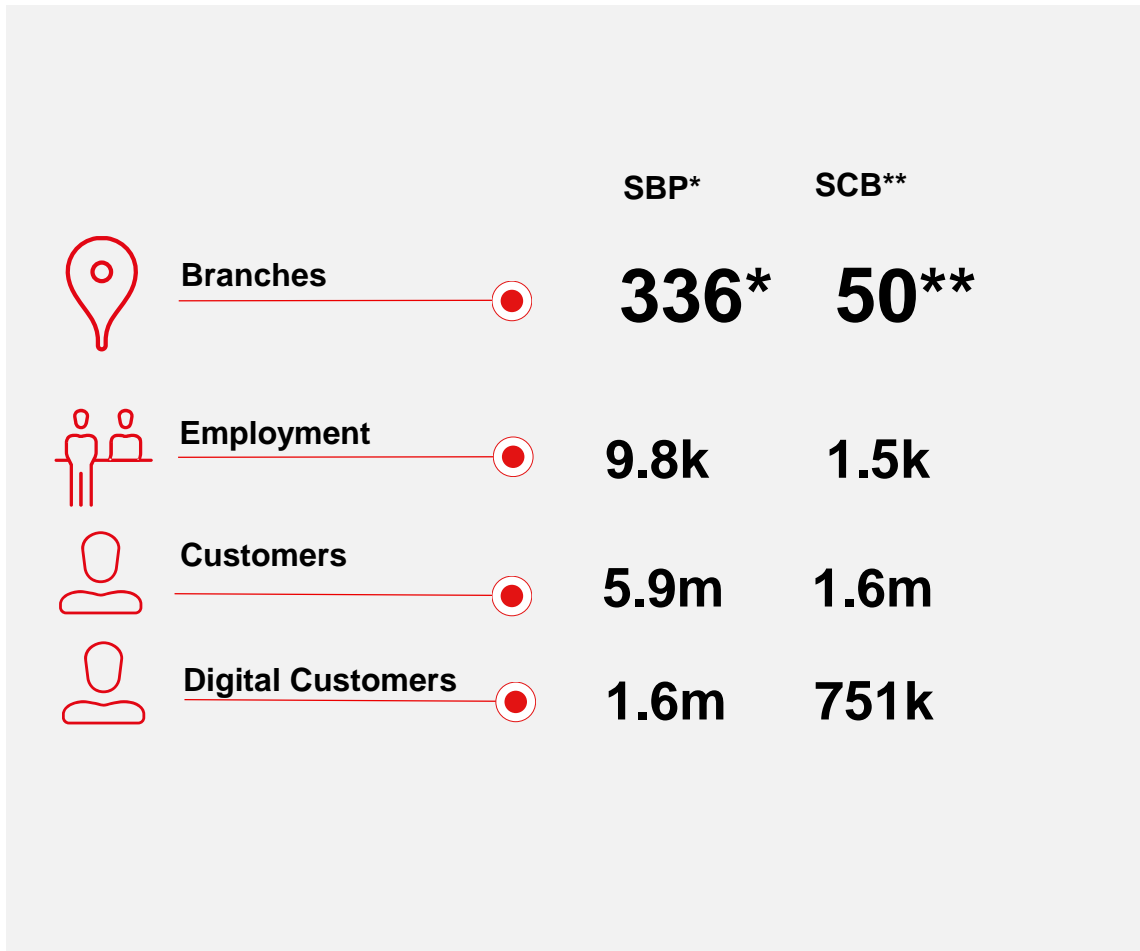 SBP* SCB**
Branches 336* 50**
Employment 9.8k 1.5k
Customers 5.9m 1.6m
Digital Customers 1.6m 751k